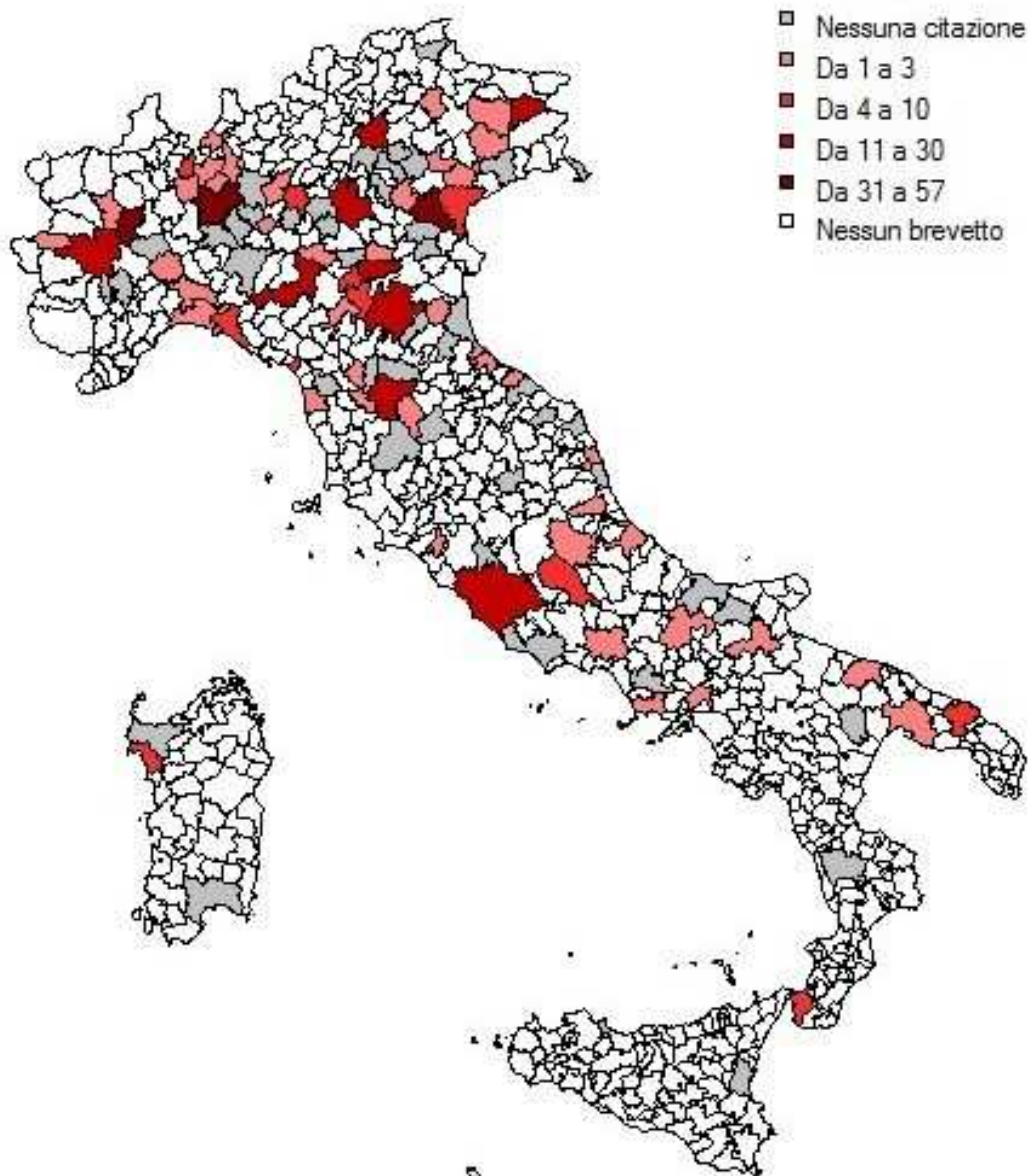 Nessuna citazione
Da 1 a 3
Da 4 a 10
Da 11 a 30
Da 31 a 57
Nessun brevetto